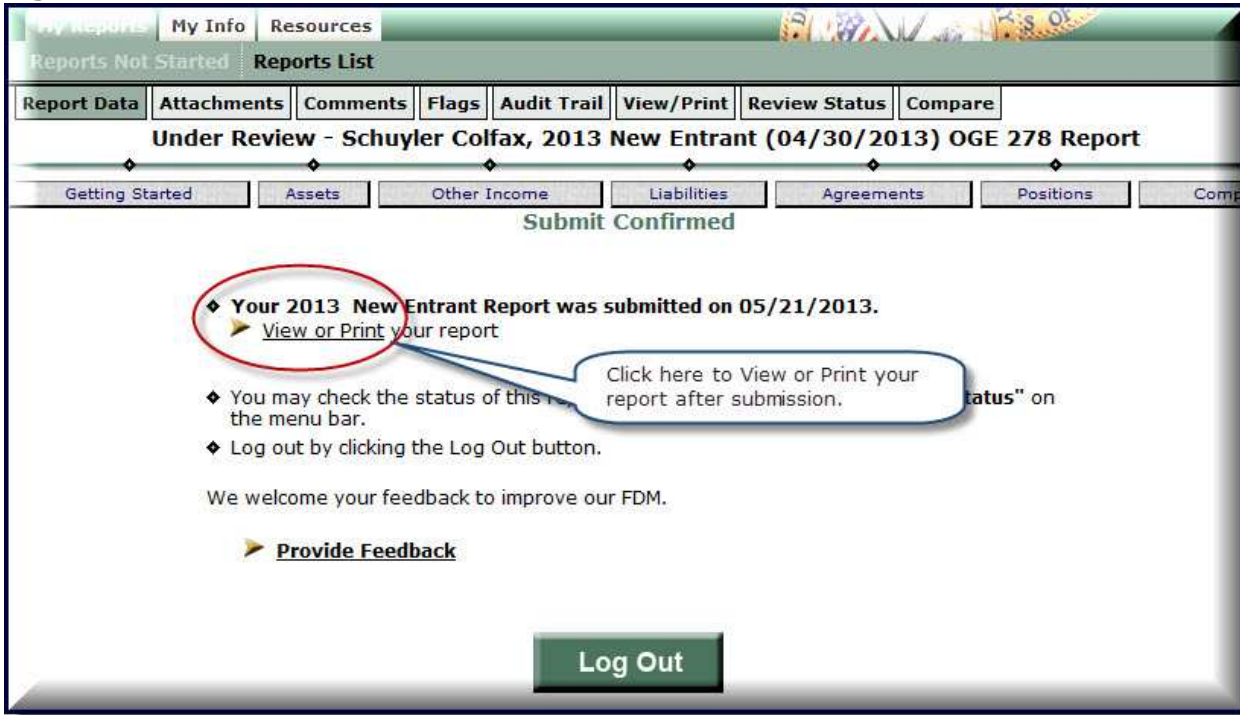 My Reports My Info Resources
Reports Not Started Reports List
Report Data Attachments Comments Flags Audit Trail View/Print Review Status Compare
Under Review - Schuyler Colfax, 2013 New Entrant (04/30/2013) OGE 278 Report
Getting Started Assets Other Income Liabilities Agreements Positions Comp
Submit Confirmed
Your 2013 New Entrant Report was submitted on 05/21/2013.
View or Print your report
Click here to View or Print your
report after submission.
You may check the status of this tatus" on
the menu bar.
Log out by clicking the Log Out button.
We welcome your feedback to improve our FDM.
Provide Feedback
Log Out